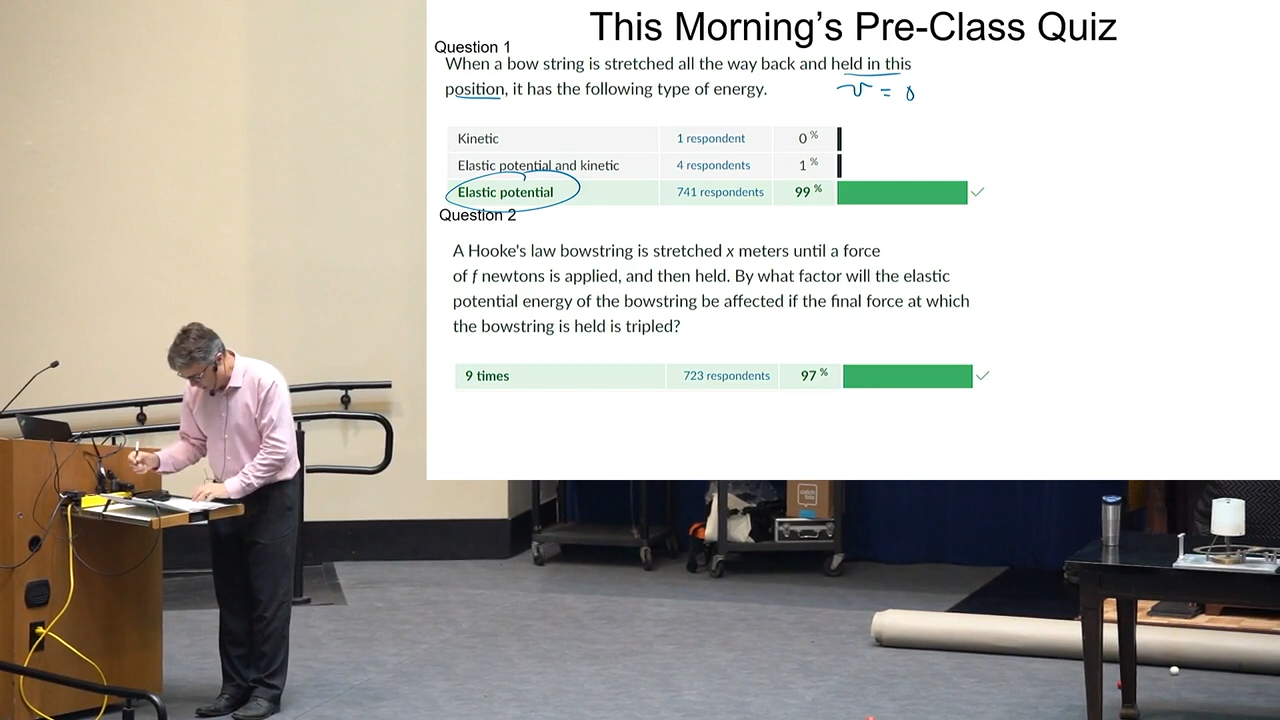 This Morning's Pre-Class Quiz
Question 1
When a bow string is stretched all the way back and held in this
position, it has the following type of energy.
v = 0
Kinetic 1 respondent 0 %
Elastic potential and kinetic 4 respondents 1 %
Elastic potential 741 respondents 99 %
Question 2
A Hooke's law bowstring is stretched x meters until a force
of f newtons is applied, and then held. By what factor will the elastic
potential energy of the bowstring be affected if the final force at which
the bowstring is held is tripled?
9 times 723 respondents 97 %